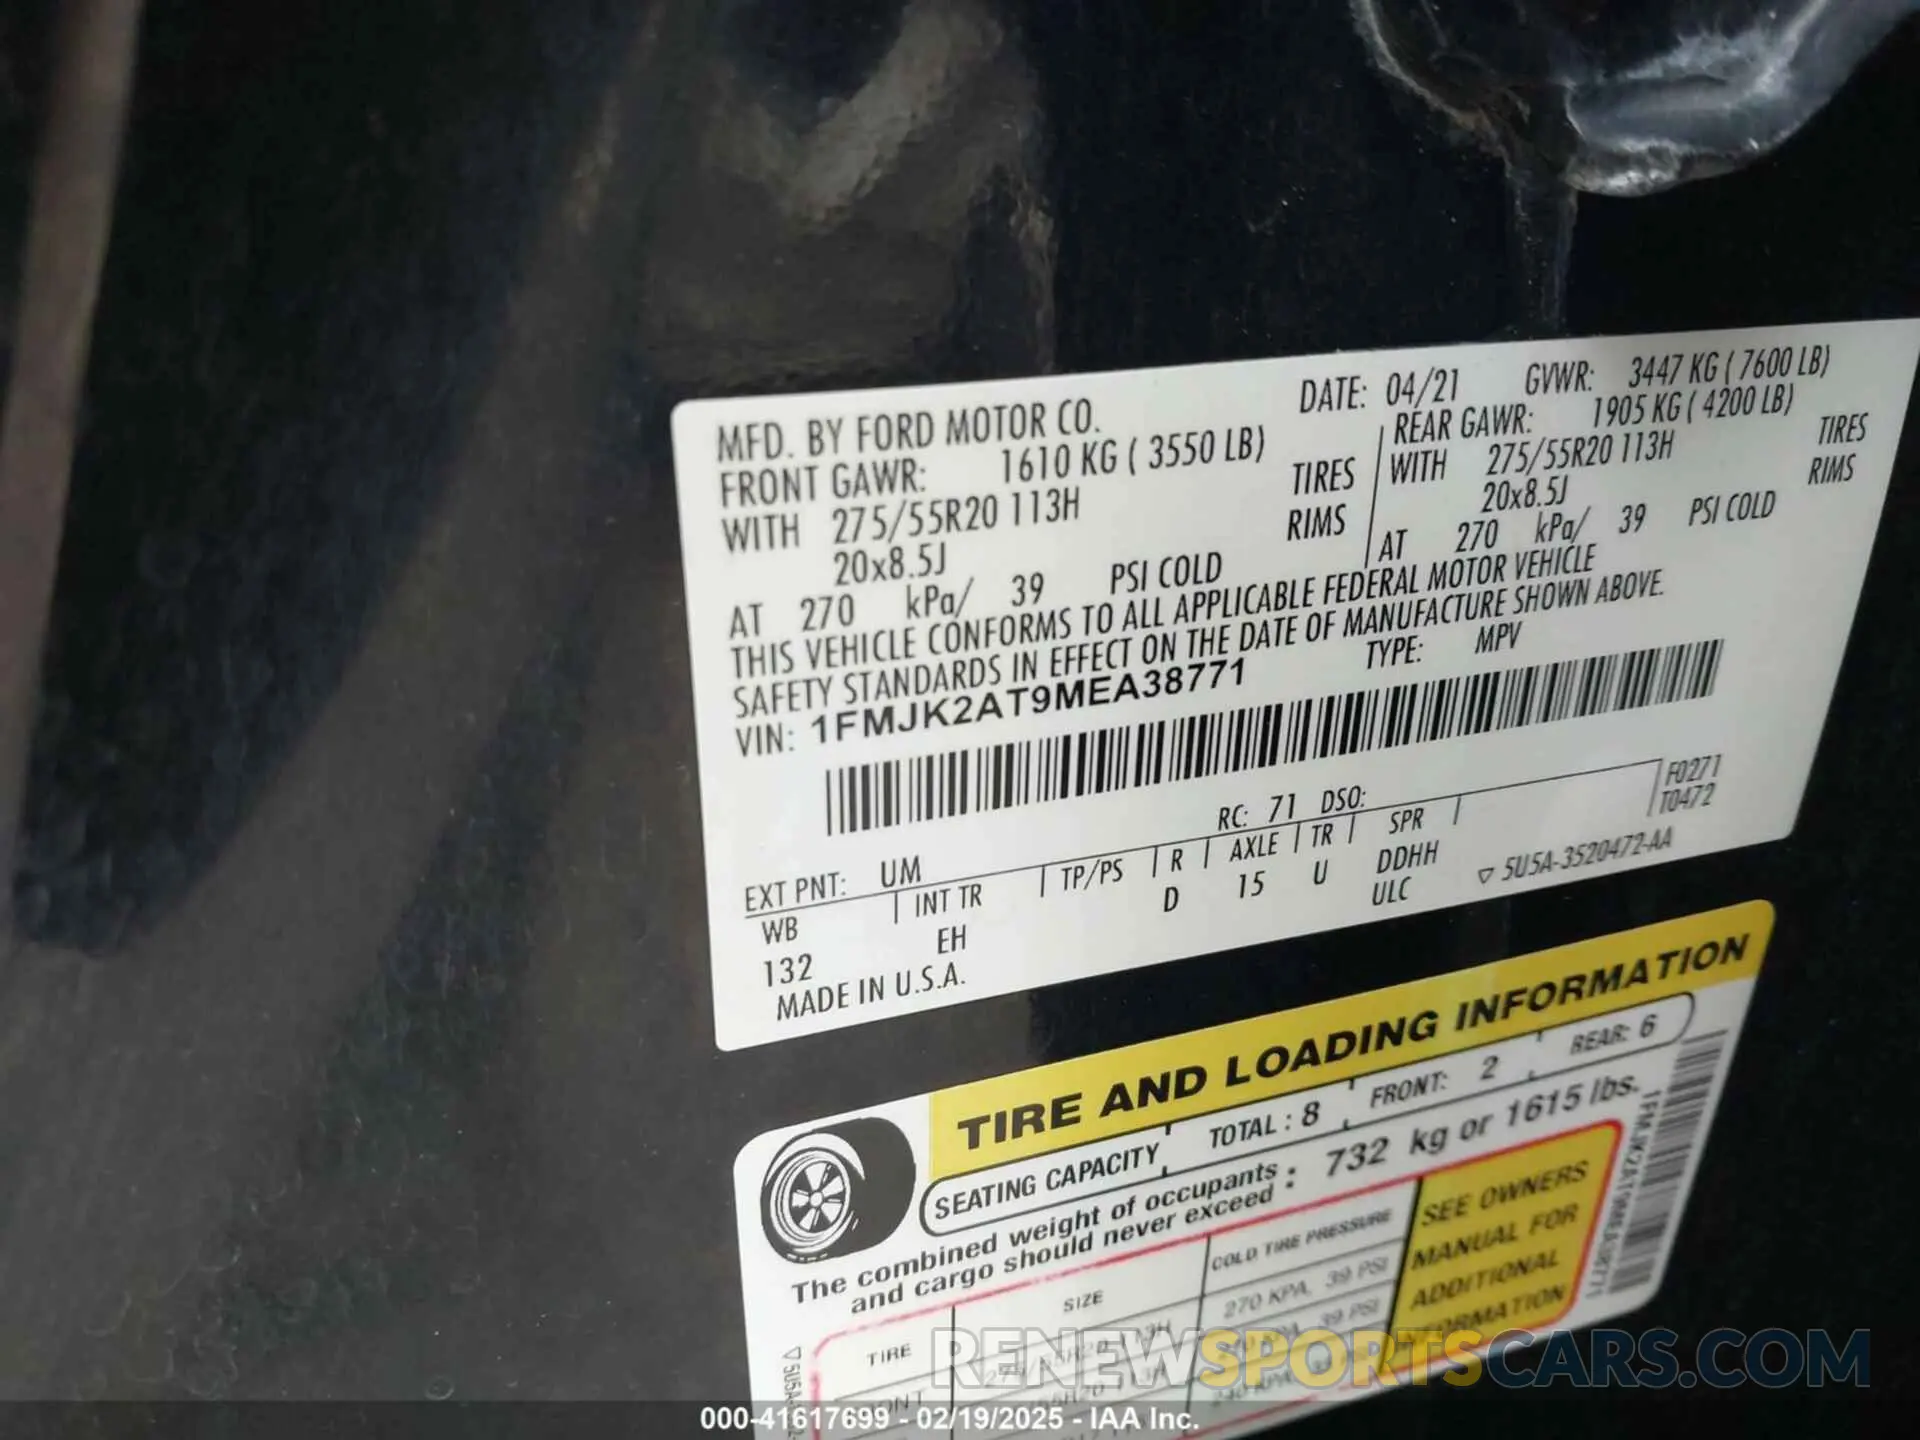 MFD. BY FORD MOTOR CO.
DATE: 04/21 GVWR: 3447 KG ( 7600 LB)
FRONT GAWR: 1610 KG ( 3550 LB)
REAR GAWR: 1905 KG ( 4200 LB)
WITH 275/55R20 113H TIRES
WITH 275/55R20 113H TIRES
20x8.5J RIMS
20x8.5J RIMS
AT 270 kPa/ 39 PSI COLD
AT 270 kPa/ 39 PSI COLD
THIS VEHICLE CONFORMS TO ALL APPLICABLE FEDERAL MOTOR VEHICLE
SAFETY STANDARDS IN EFFECT ON THE DATE OF MANUFACTURE SHOWN ABOVE.
VIN: 1FMJK2AT9MEA38771 TYPE: MPV
EXT PNT: UM RC: 71 DSO: F0271
T0472
WB INT TR TP/PS R AXLE TR SPR
132 EH D 15 U DDHH
ULC
MADE IN U.S.A. 5U5A-3520472-AA
TIRE AND LOADING INFORMATION
SEATING CAPACITY TOTAL : 8 FRONT: 2 REAR: 6
The combined weight of occupants and cargo should never exceed : 732 kg or 1615 lbs.
TIRE SIZE COLD TIRE PRESSURE
275/55R20 113H 270 KPA, 39 PSI
39 PSI
SEE OWNERS
MANUAL FOR
ADDITIONAL
1FMJK2AT9MEA38771
RENEWSPORTSCARS.COM
000-41617699 - 02/19/2025 - IAA Inc.